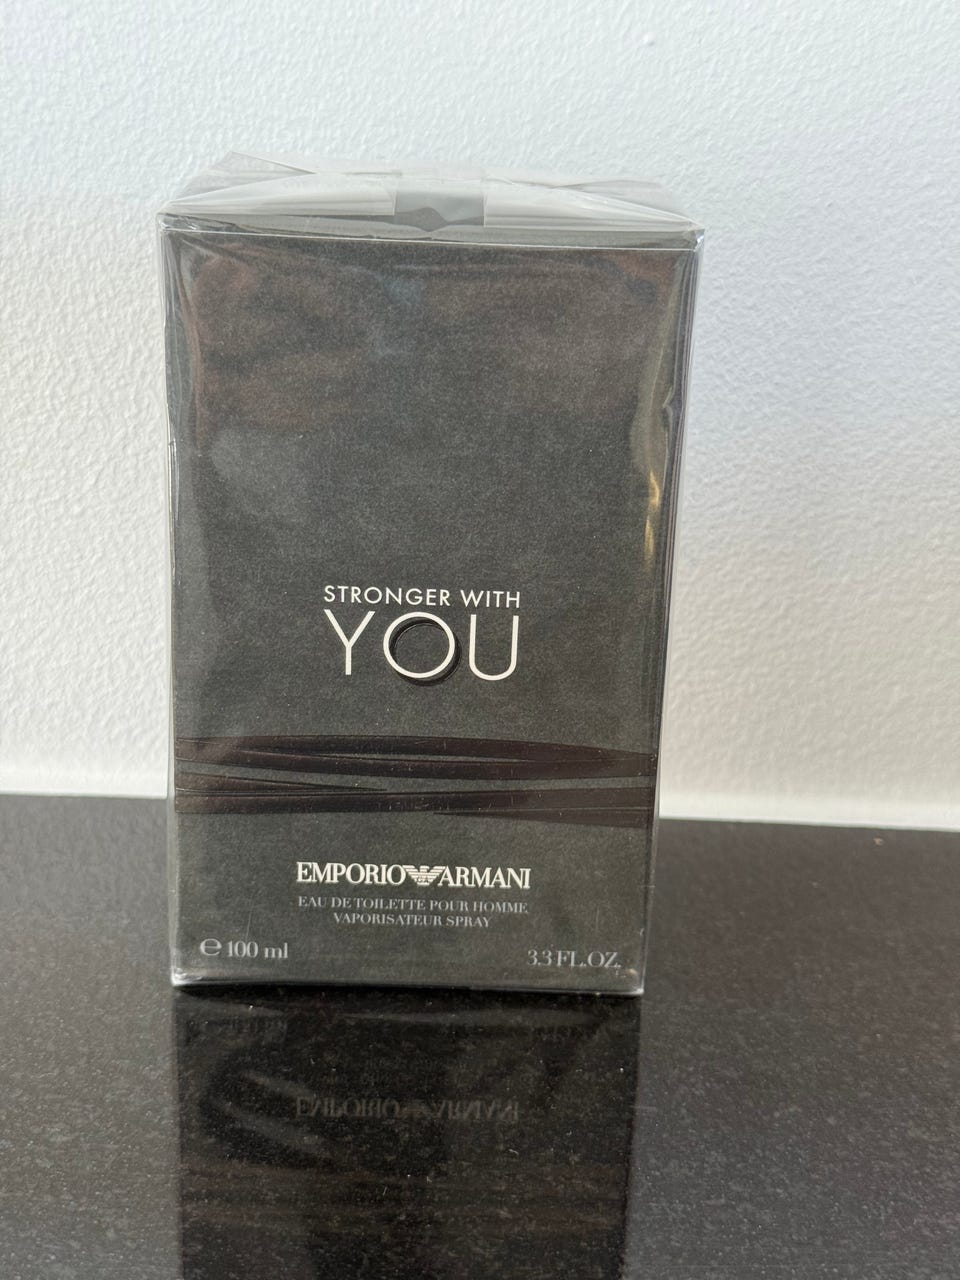 STRONGER WITH
YOU
EMPORIO ARMANI
EAU DE TOILETTE POUR HOMME
VAPORISATEUR SPRAY
℮ 100 ml 3.3 FL.OZ.